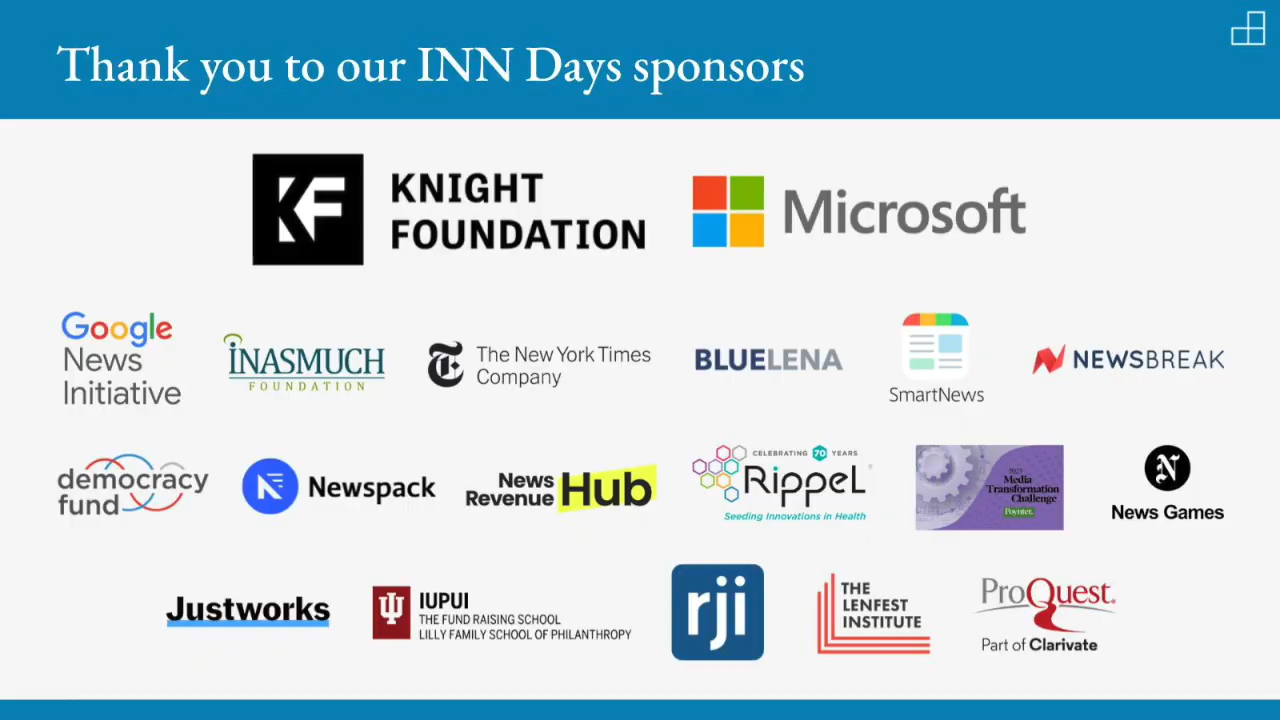 Thank you to our INN Days sponsors
KF
KNIGHT
FOUNDATION
Microsoft
Google
News
Initiative
INASMUCH
FOUNDATION
T
The New York Times
Company
BLUELENA
SmartNews
NEWSBREAK
democracy
fund
N
Newspack
News
Revenue
Hub
CELEBRATING 70 YEARS
RippeL
Seeding Innovations in Health
2023
Media
Transformation
Challenge
Poynter.
N
News Games
Justworks
IUPUI
THE FUND RAISING SCHOOL
LILLY FAMILY SCHOOL OF PHILANTHROPY
rji
THE
LENFEST
INSTITUTE
ProQuest.
Part of Clarivate